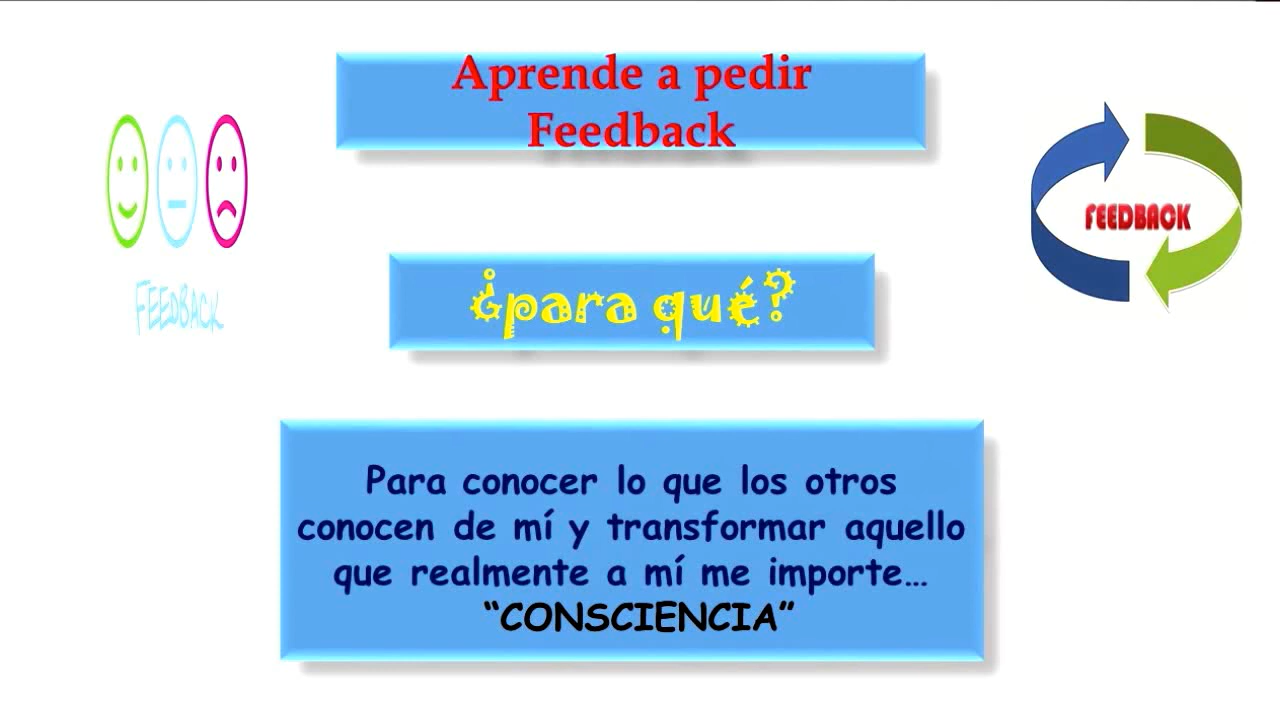 Aprende a pedir
Feedback
FEEDBACK
FEEDBACK
¿para qué?
Para conocer lo que los otros
conocen de mí y transformar aquello
que realmente a mí me importe...
“CONSCIENCIA”